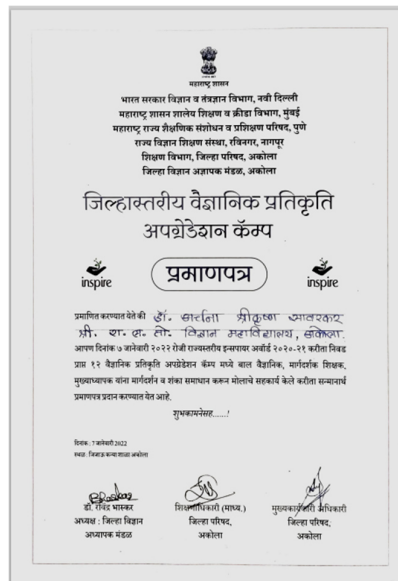 महाराष्ट्र शासन
भारत सरकार विज्ञान व तंत्रज्ञान विभाग, नवी दिल्ली
महाराष्ट्र शासन शालेय शिक्षण व क्रीडा विभाग, मुंबई
महाराष्ट्र राज्य शैक्षणिक संशोधन व प्रशिक्षण परिषद, पुणे
राज्य विज्ञान शिक्षण संस्था, रविनगर, नागपूर
शिक्षण विभाग, जिल्हा परिषद, अकोला
जिल्हा विज्ञान अज्ञापक मंडळ, अकोला
जिल्हास्तरीय वैज्ञानिक प्रतिकृति
अपग्रेडेशन कॅम्प
inspire
प्रमाणपत्र
inspire
प्रमाणित करण्यात येते की डॉ. अर्चना श्रीकृष्णा सावरकर
श्री. रा. ल. तो. विज्ञान महाविद्यालय, अकोला.
आपण दिनांक ७ जानेवारी २०२२ रोजी राज्यस्तरीय इन्सपायर अवॉर्ड २०२०-२१ करीता निवड
प्राप्त १२ वैज्ञानिक प्रतिकृति अपग्रेडेशन कॅम्प मध्ये बाल वैज्ञानिक, मार्गदर्शक शिक्षक,
मुख्याध्यापक यांना मार्गदर्शन व शंका समाधान करून मोलाचे सहकार्य केले करीता सन्मानार्थ
प्रमाणपत्र प्रदान करण्यात येत आहे.
शुभकामनेसह......!
दिनांक : 7 जानेवारी 2022
स्थळ : जिजाऊ कन्या शाळा अकोला
डॉ. रविंद्र भास्कर
अध्यक्ष : जिल्हा विज्ञान
अध्यापक मंडळ
शिक्षणाधिकारी (माध्य.)
जिल्हा परिषद,
अकोला
मुख्यकार्यकारी अधिकारी
जिल्हा परिषद,
अकोला